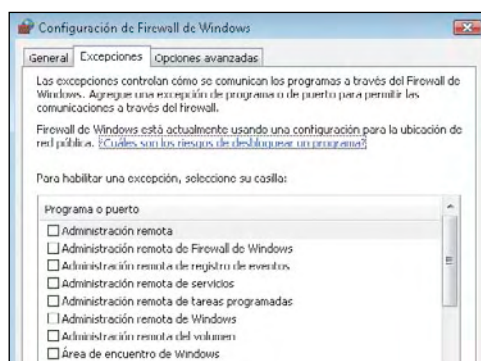 Configuración de Firewall de Windows
General Excepciones Opciones avanzadas
Las excepciones controlan cómo se comunican los programas a través del Firewall de
Windows. Agregue una excepción de programa o de puerto para permitir las
comunicaciones a través del firewall.
Firewall de Windows está actualmente usando una configuración para la ubicación de
red pública. ¿Cuáles son los riesgos de desbloquear un programa?
Para habilitar una excepción, seleccione su casilla:
Programa o puerto
Administración remota
Administración remota de Firewall de Windows
Administración remota de registro de eventos
Administración remota de servicios
Administración remota de tareas programadas
Administración remota de Windows
Administración remota del volumen
Área de encuentro de Windows